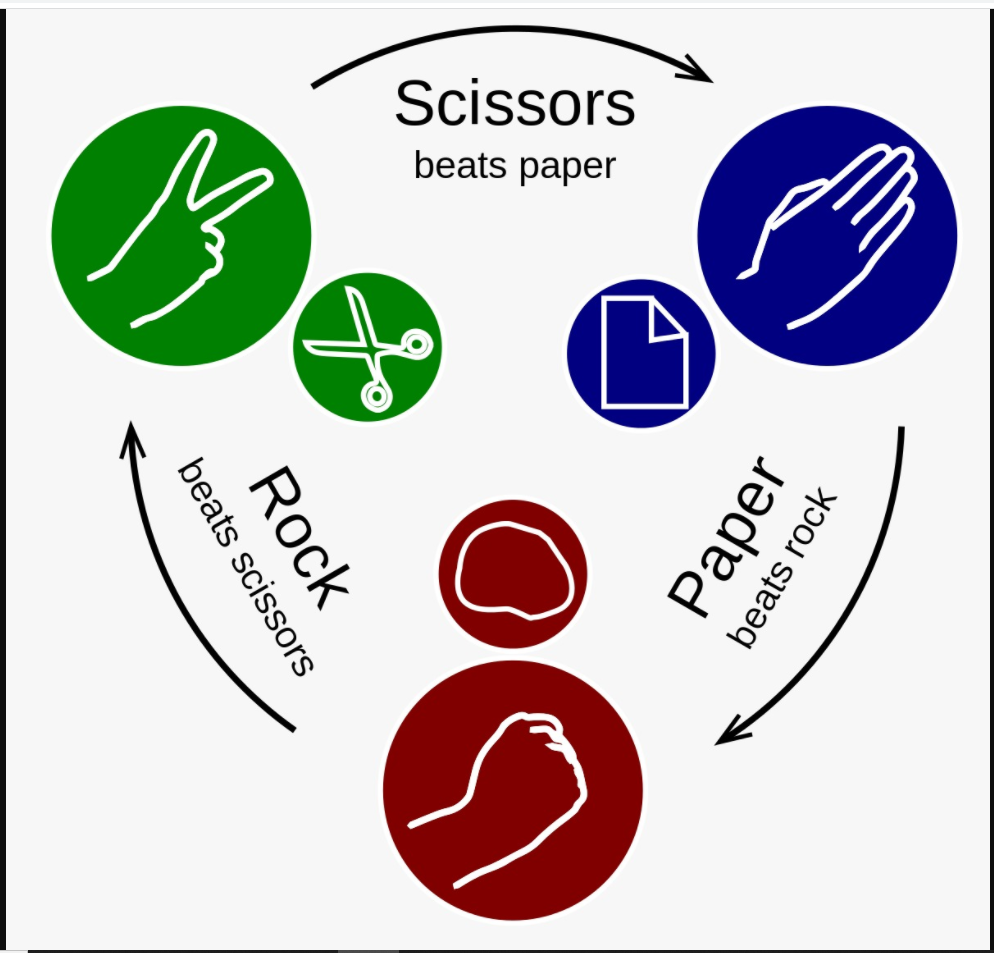 Scissors
beats paper
Rock
beats scissors
Paper
beats rock